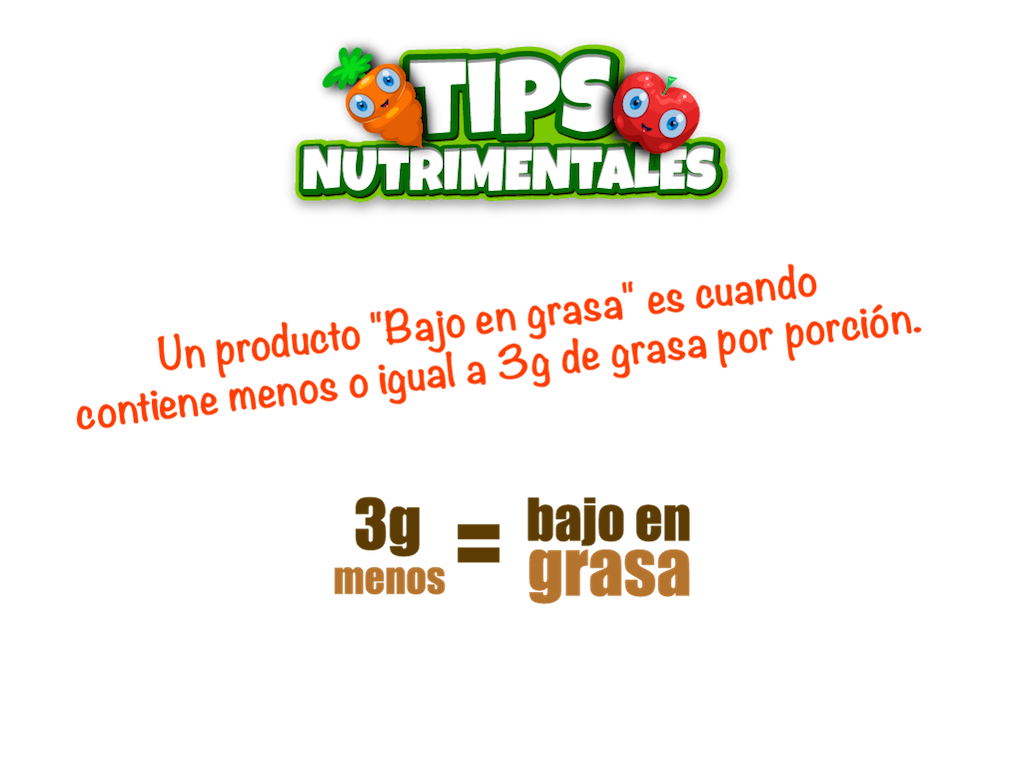 TIPS
NUTRIMENTALES
Un producto "Bajo en grasa" es cuando
contiene menos o igual a 3g de grasa por porción.
3g
menos
=
bajo en
grasa